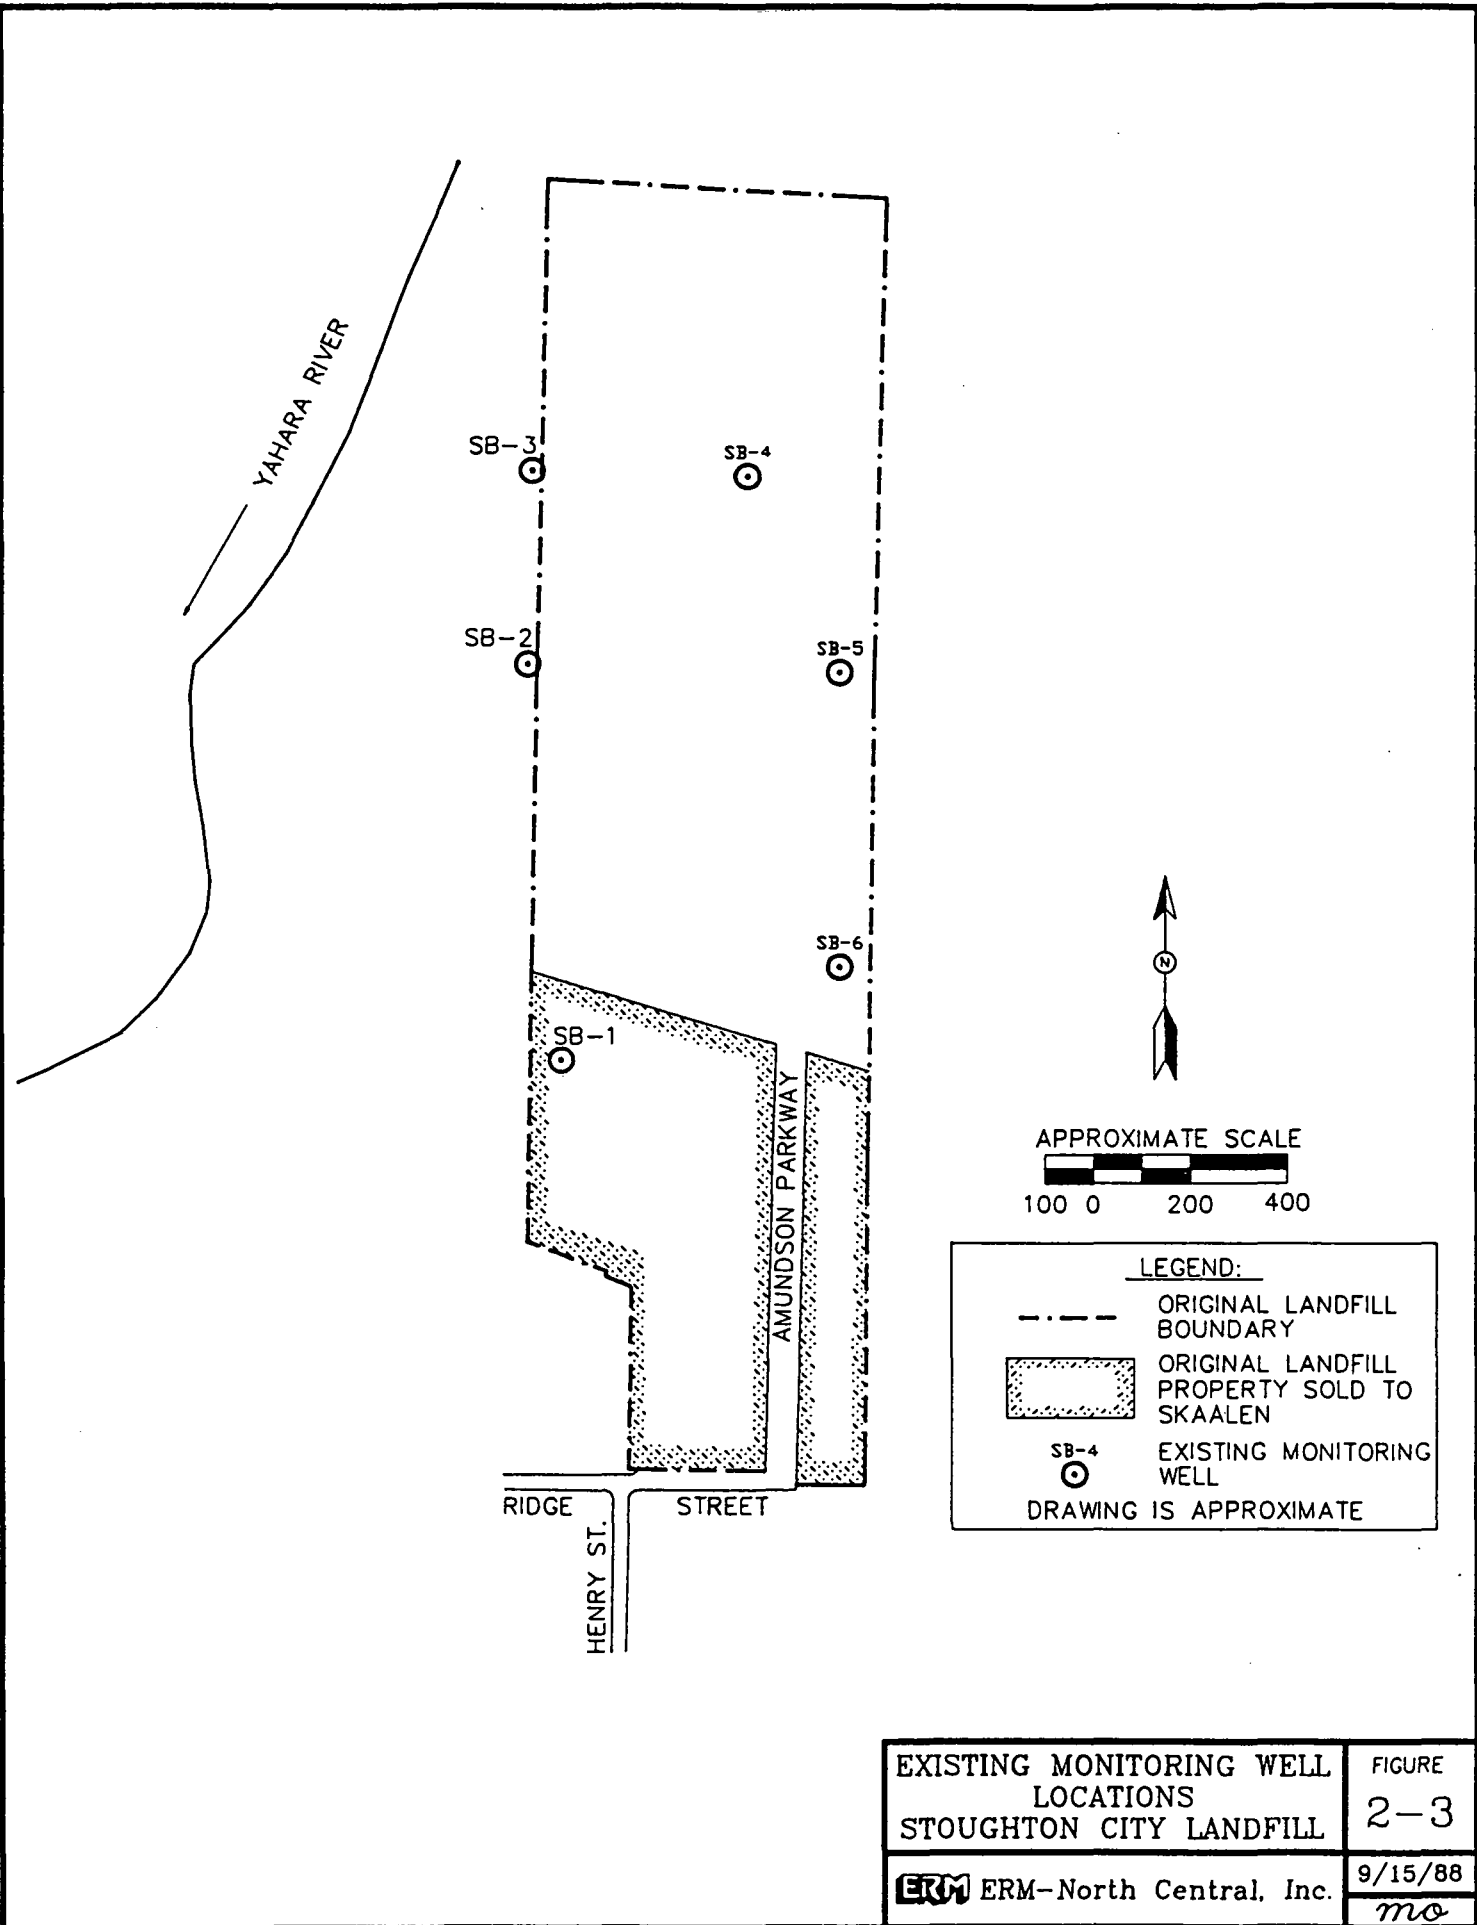 YAHARA RIVER
SB-3
SB-4
SB-2
SB-5
SB-6
SB-1
AMUNDSON PARKWAY
RIDGE STREET
HENRY ST.
N
APPROXIMATE SCALE
100 0 200 400
LEGEND:
ORIGINAL LANDFILL
BOUNDARY
ORIGINAL LANDFILL
PROPERTY SOLD TO
SKAALEN
SB-4
EXISTING MONITORING
WELL
DRAWING IS APPROXIMATE
EXISTING MONITORING WELL
LOCATIONS
STOUGHTON CITY LANDFILL
FIGURE
2-3
ERM ERM-North Central, Inc.
9/15/88
mo